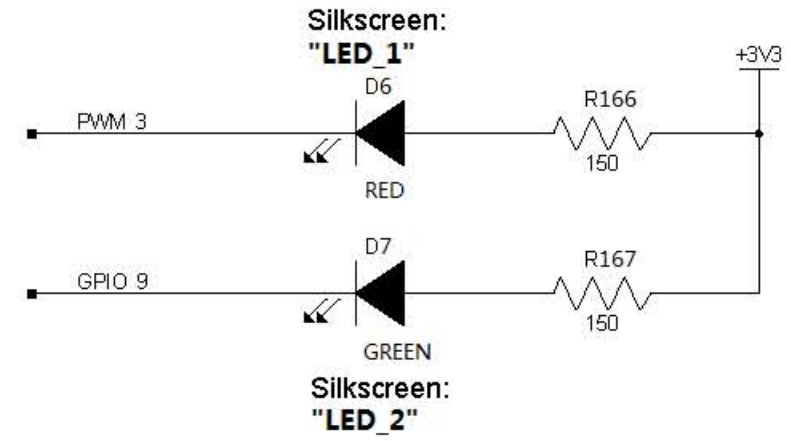 Silkscreen:
"LED_1"
D6
+3V3
R166
PWM 3
150
RED
D7
R167
GPIO 9
150
GREEN
Silkscreen:
"LED_2"